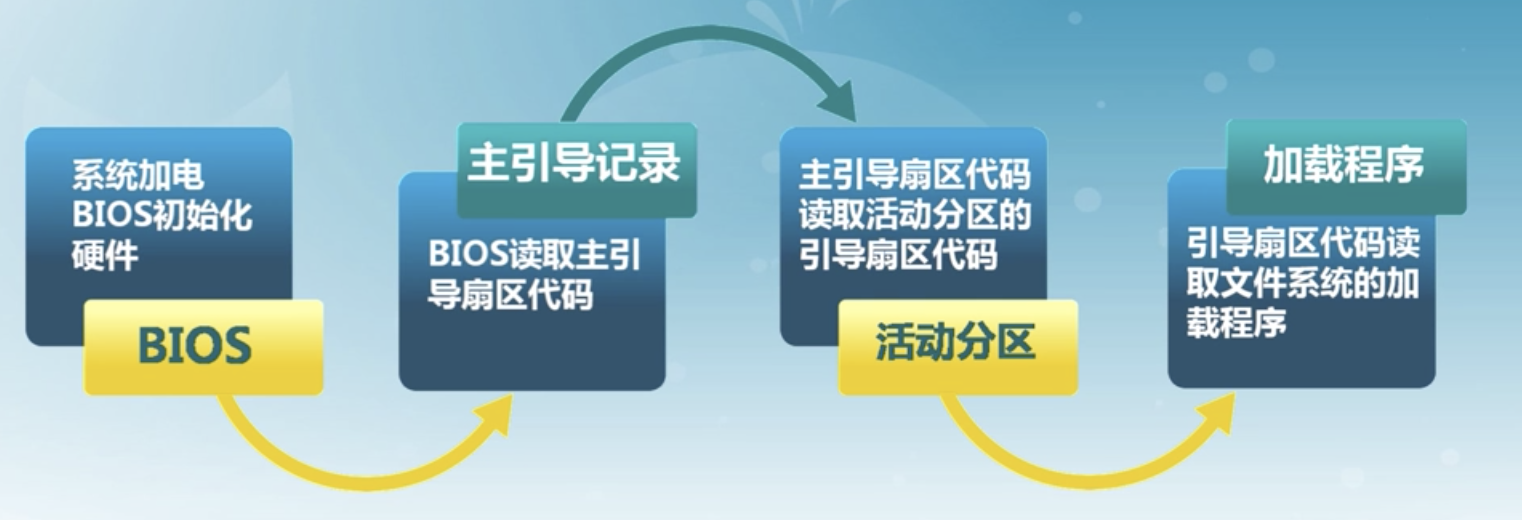 系统加电
BIOS初始化
硬件
BIOS
主引导记录
BIOS读取主引
导扇区代码
主引导扇区代码
读取活动分区的
引导扇区代码
活动分区
加载程序
引导扇区代码读
取文件系统的加
载程序